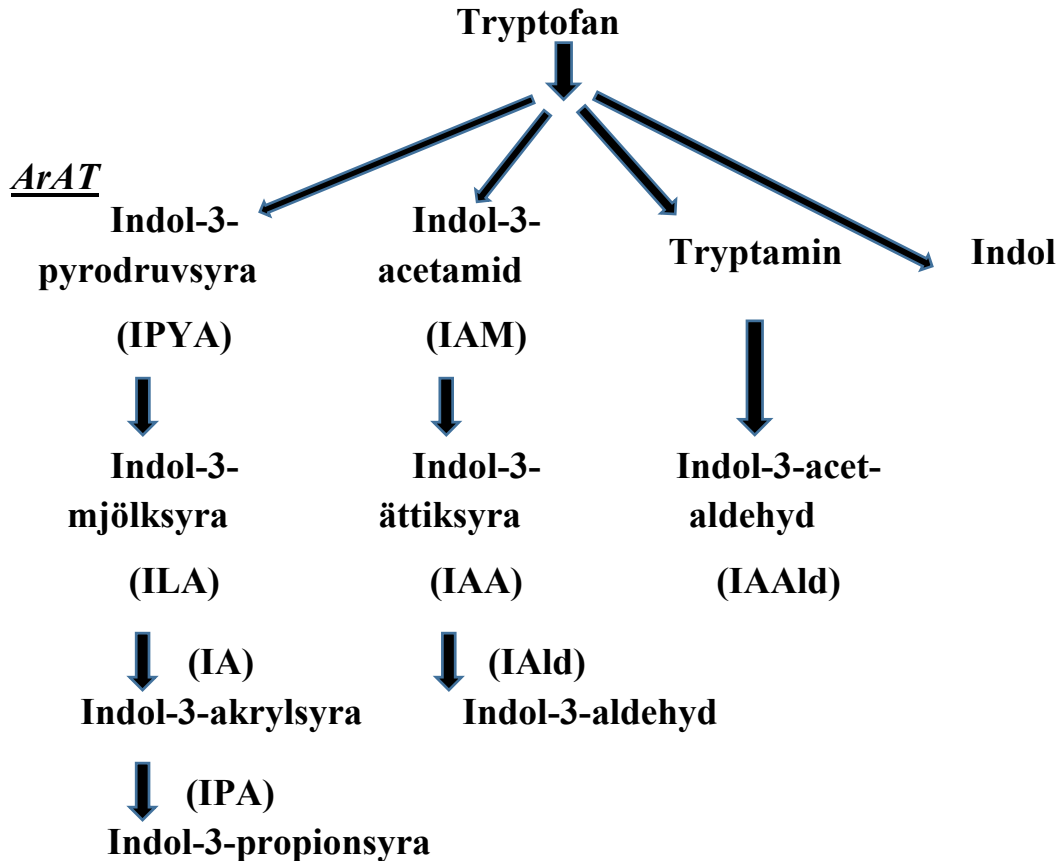 Tryptofan
ArAT
Indol-3-
pyrodruvsyra
(IPYA)
Indol-3-
acetamid
(IAM)
Tryptamin
Indol
Indol-3-
mjölksyra
(ILA)
Indol-3-
ättiksyra
(IAA)
Indol-3-acet-
aldehyd
(IAAld)
(IA)
Indol-3-akrylsyra
(IAld)
Indol-3-aldehyd
(IPA)
Indol-3-propionsyra